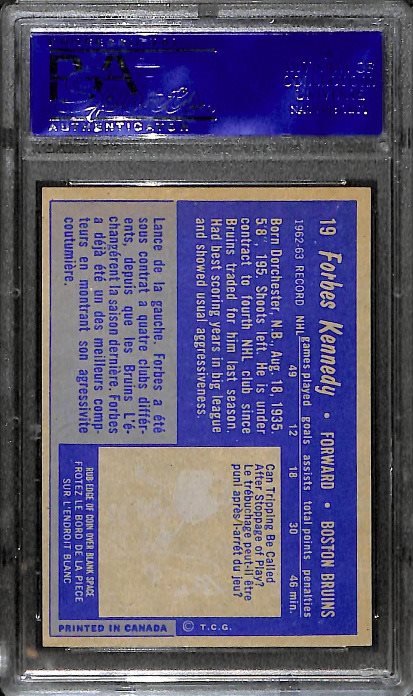 AUTHENTICATOR
19 Forbes Kennedy • FORWARD • BOSTON BRUINS
1962-63 RECORD NHL games played goals assists total points penalties
49 12 18 30 46 min.
Born Dorchester, N.B., Aug. 18, 1935
5'8", 195. Shoots left. He is under
contract to fourth NHL club since
Bruins traded for him last season.
Had best scoring years in big league
and showed usual aggressiveness.
Lance de la gauche. Forbes a été
sous contrat a quatre clubs différ-
ents, depuis que les Bruins L'é-
changèrent la saison dernière. Forbes
a déjà été un des meilleurs comp-
teurs en montrant son agressivité
coutumière.
Can Tripping Be Called
After Stoppage of Play?
Le trébuchage peut-il être
puni après/l-arrêt du jeu?
RUB EDGE OF COIN OVER BLANK SPACE
FROTEZ LE BORD DE LA PIECE
SUR L'ENDROIT BLANC
PRINTED IN CANADA © T.C.G.